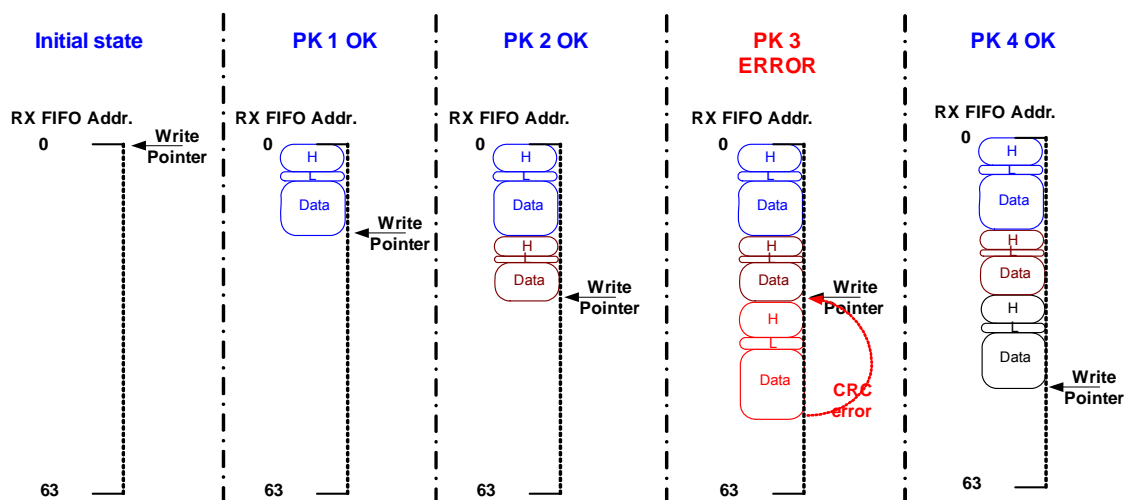 Initial state
RX FIFO Addr.
0
Write
Pointer
63
PK 1 OK
RX FIFO Addr.
0
H
L
Data
Write
Pointer
63
PK 2 OK
RX FIFO Addr.
0
H
L
Data
H
L
Data
Write
Pointer
63
PK 3
ERROR
RX FIFO Addr.
0
H
L
Data
H
L
Data
Write
Pointer
H
L
Data
CRC
error
63
PK 4 OK
RX FIFO Addr.
0
H
L
Data
H
L
Data
H
L
Data
Write
Pointer
63